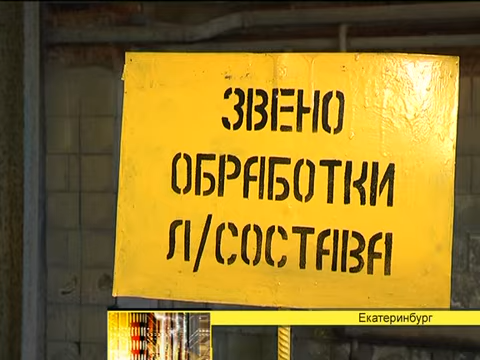 ЗВЕНО
ОБРАБОТКИ
Л/СОСТАВА
Екатеринбург